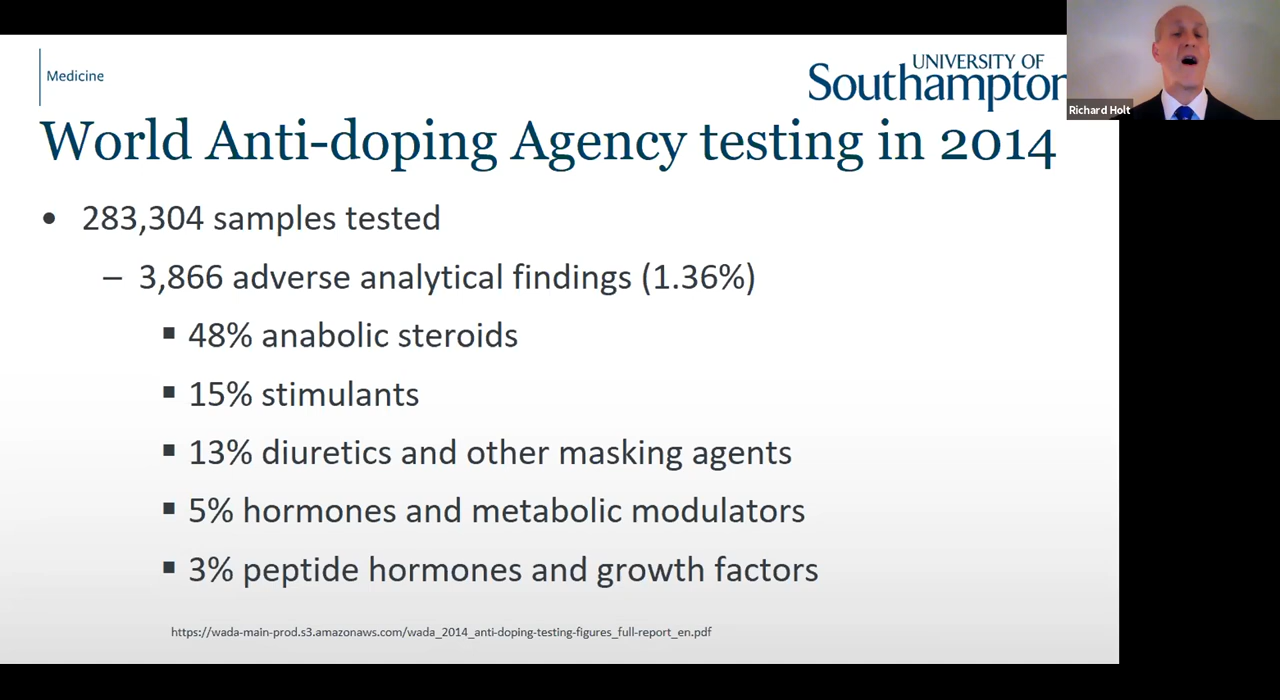 Medicine
UNIVERSITY OF
Southampton
Richard Holt
World Anti-doping Agency testing in 2014
• 283,304 samples tested
– 3,866 adverse analytical findings (1.36%)
▪ 48% anabolic steroids
▪ 15% stimulants
▪ 13% diuretics and other masking agents
▪ 5% hormones and metabolic modulators
▪ 3% peptide hormones and growth factors
https://wada-main-prod.s3.amazonaws.com/wada_2014_anti-doping-testing-figures_full-report_en.pdf